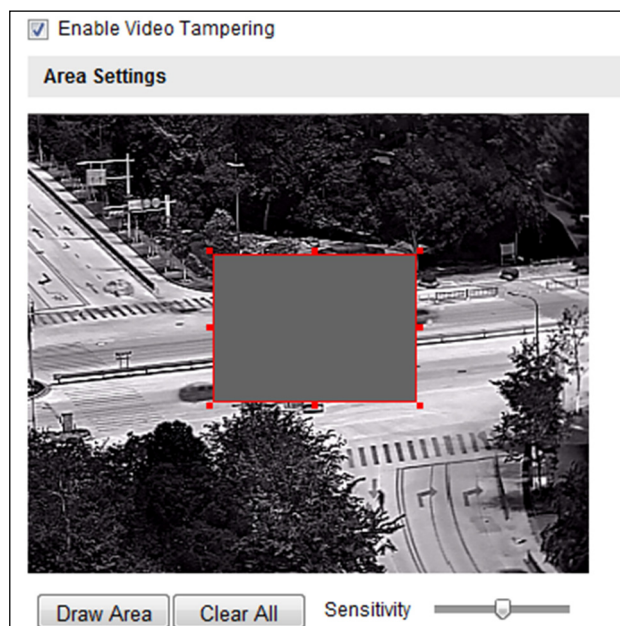 Enable Video Tampering
Area Settings
Draw Area
Clear All
Sensitivity